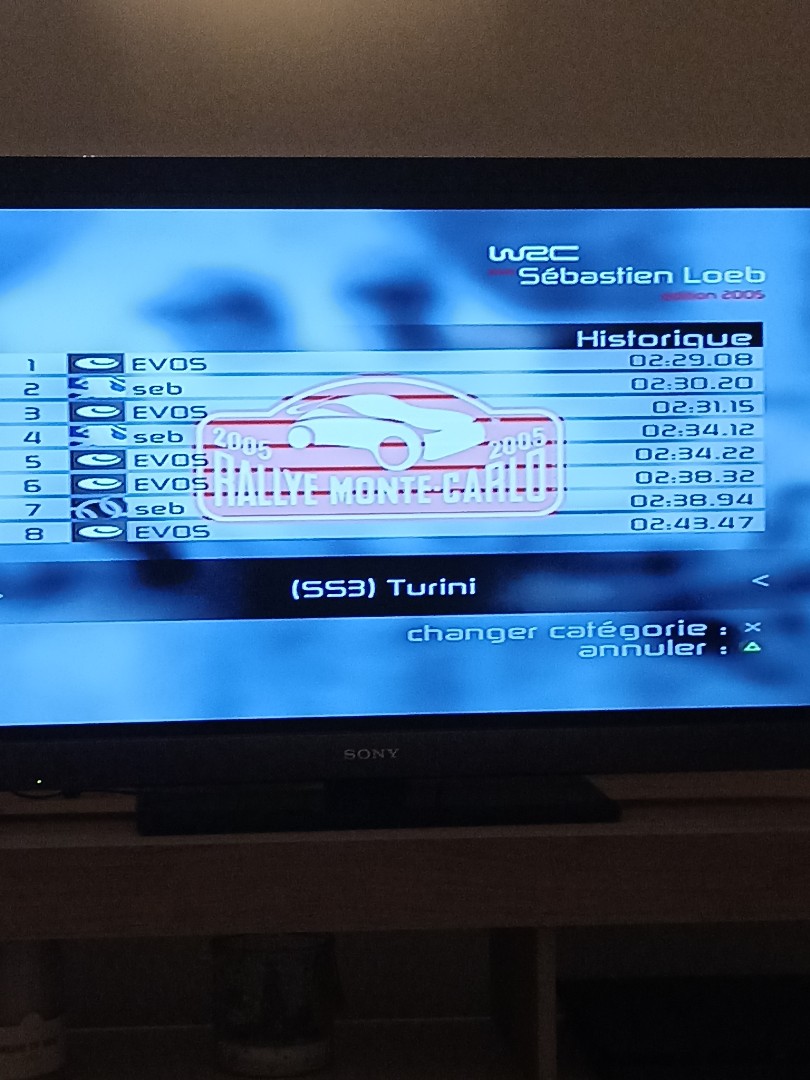 WRC
Sébastien Loeb
edition 2005
Historique
1 EVOS 02:29.08
2 seb 02:30.20
3 EVOS 02:31.15
4 seb 02:34.12
5 EVOS 02:34.22
6 EVOS 02:38.32
7 seb 02:38.94
8 EVOS 02:43.47
2005 2005
RALLYE MONTE-CARLO
(SS3) Turini <
changer catégorie : X
annuler :
SONY